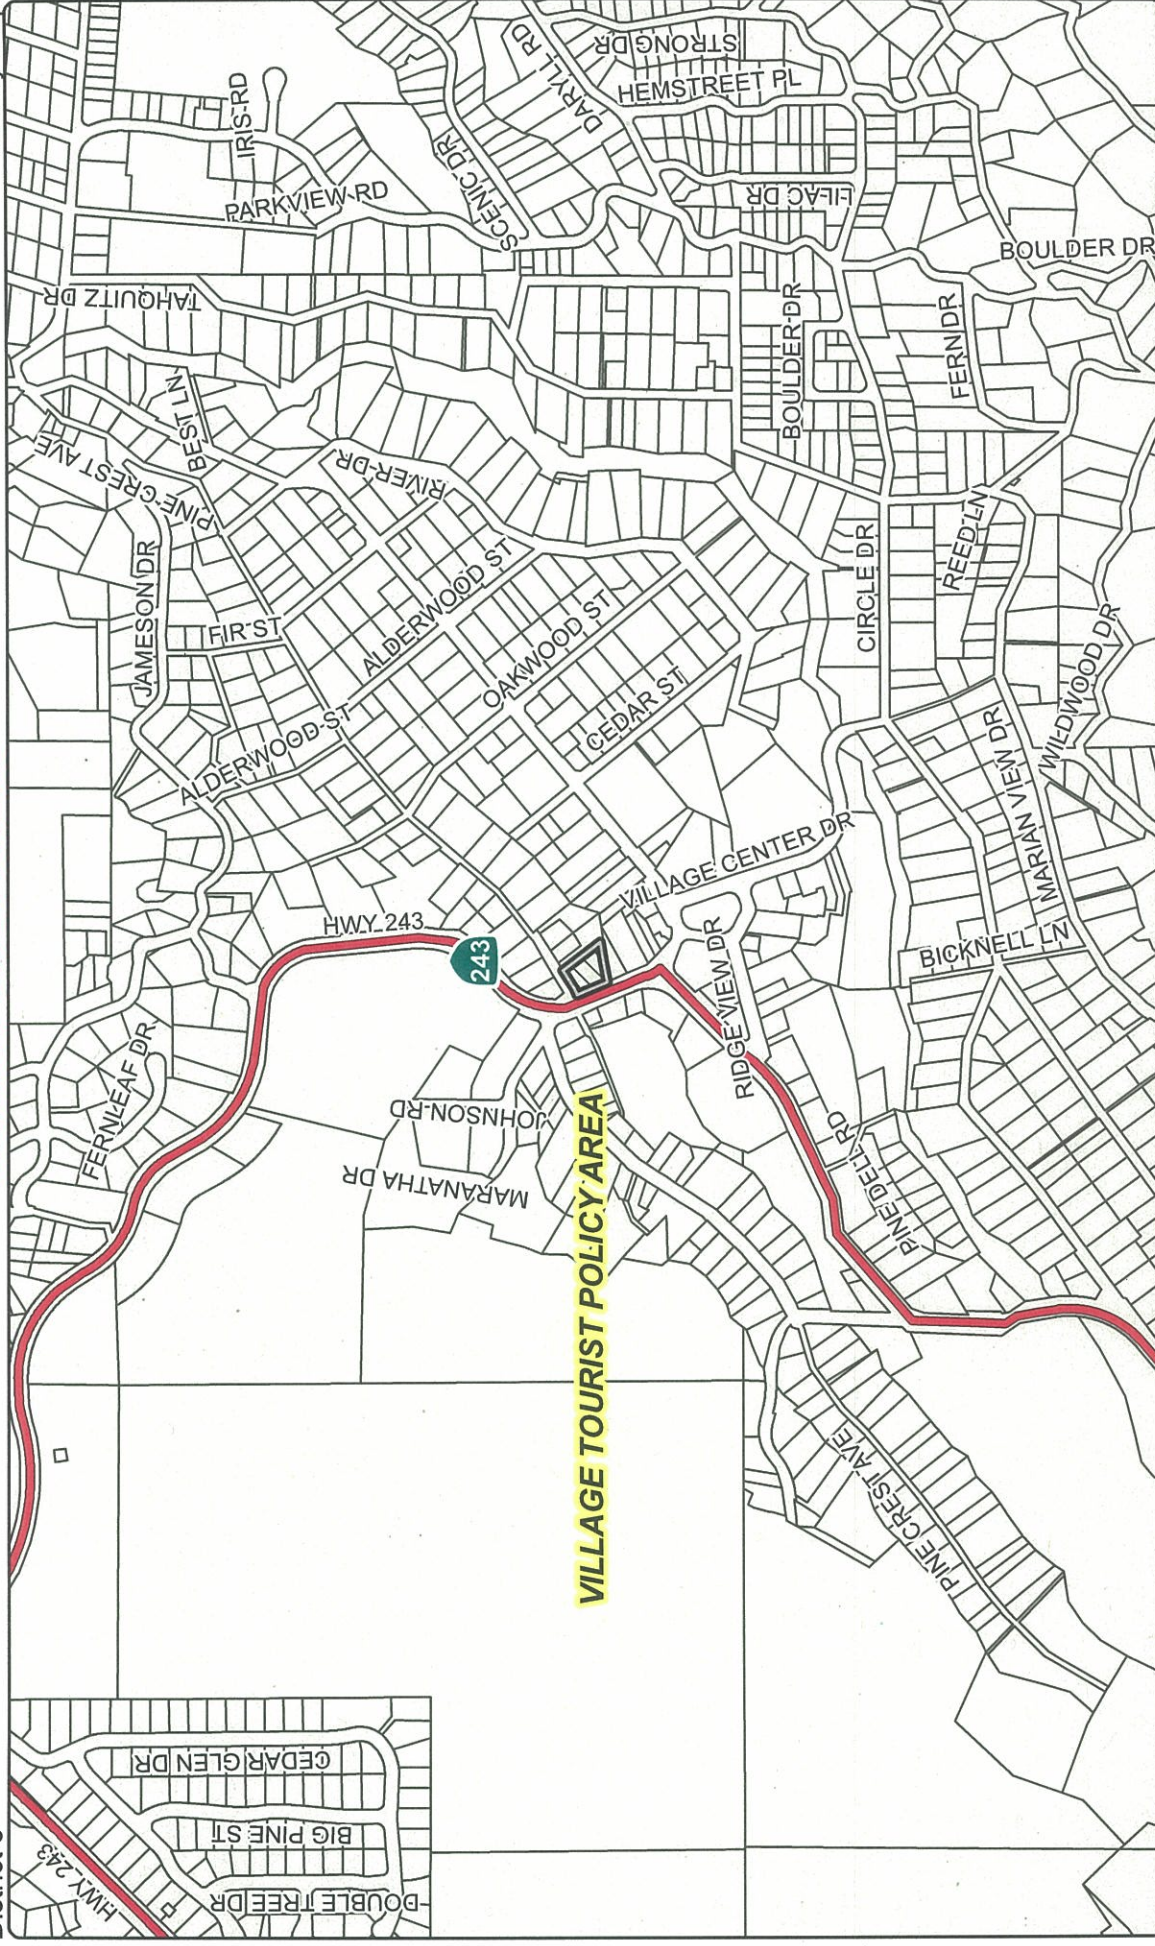 STRONG DR
DARYLL RD
HEMSTREET PL
IRIS RD
SCENIC DR
PARKVIEW RD
LILAC DR
BOULDER DR
TAHQUITZ DR
BOULDER DR
FERN DR
BEST LN
PINE CREST AVE
RIVER DR
JAMESON DR
FIR ST
ALDERWOOD ST
OAKWOOD ST
CIRCLE DR
REED LN
CEDAR ST
ALDERWOOD ST
WILDWOOD DR
MARIAN VIEW DR
VILLAGE CENTER DR
HWY 243
243
RIDGE VIEW DR
BICKNELL LN
FERNLEAF DR
JOHNSON RD
MARANATHA DR
PINE DELL RD
VILLAGE TOURIST POLICY AREA
PINE CREST AVE
CEDAR GLEN DR
BIG PINE ST
DOUBLE TREE DR
HWY 243